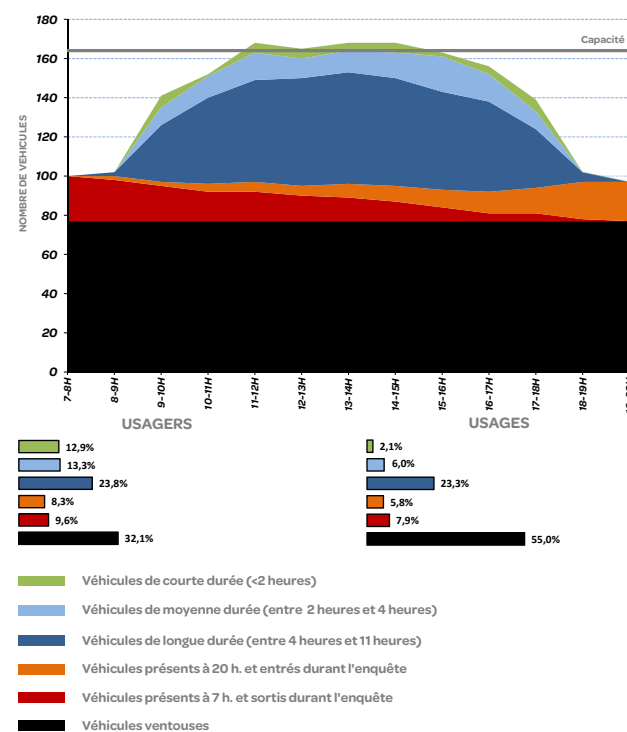 180
Capacité
160
140
120
100
80
60
40
20
0
NOMBRE DE VEHICULES
7-8H
8-9H
9-10H
10-11H
11-12H
12-13H
13-14H
14-15H
15-16H
16-17H
17-18H
18-19H
USAGERS
12,9%
13,3%
23,8%
8,3%
9,6%
32,1%
USAGES
2,1%
6,0%
23,3%
5,8%
7,9%
55,0%
Véhicules de courte durée (<2 heures)
Véhicules de moyenne durée (entre 2 heures et 4 heures)
Véhicules de longue durée (entre 4 heures et 11 heures)
Véhicules présents à 20 h. et entrés durant l'enquête
Véhicules présents à 7 h. et sortis durant l'enquête
Véhicules ventouses